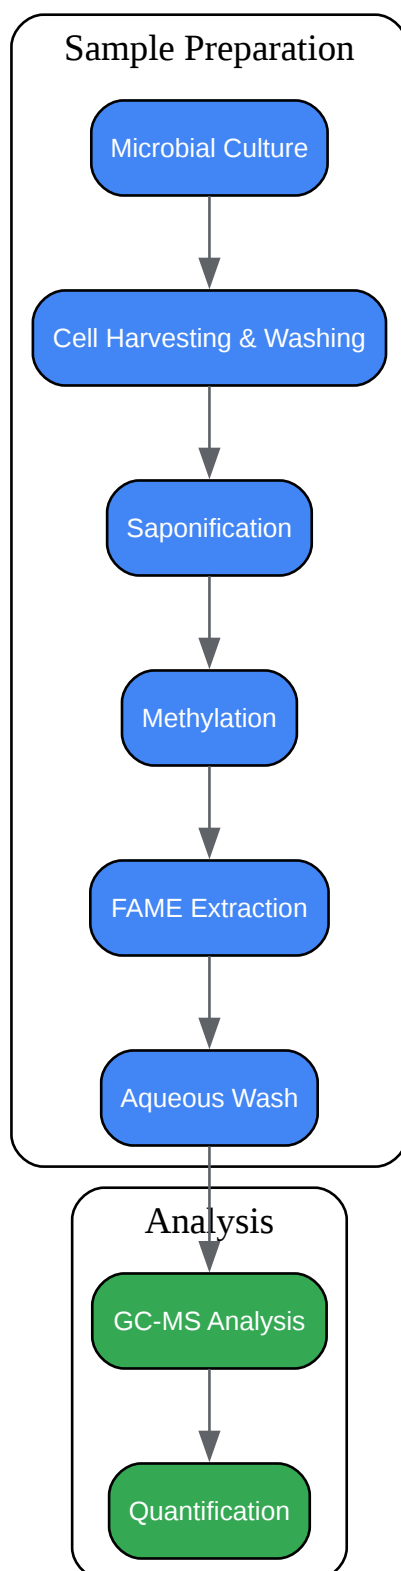 Sample Preparation
Microbial Culture
Cell Harvesting & Washing
Saponification
Methylation
FAME Extraction
Aqueous Wash
Analysis
GC-MS Analysis
Quantification